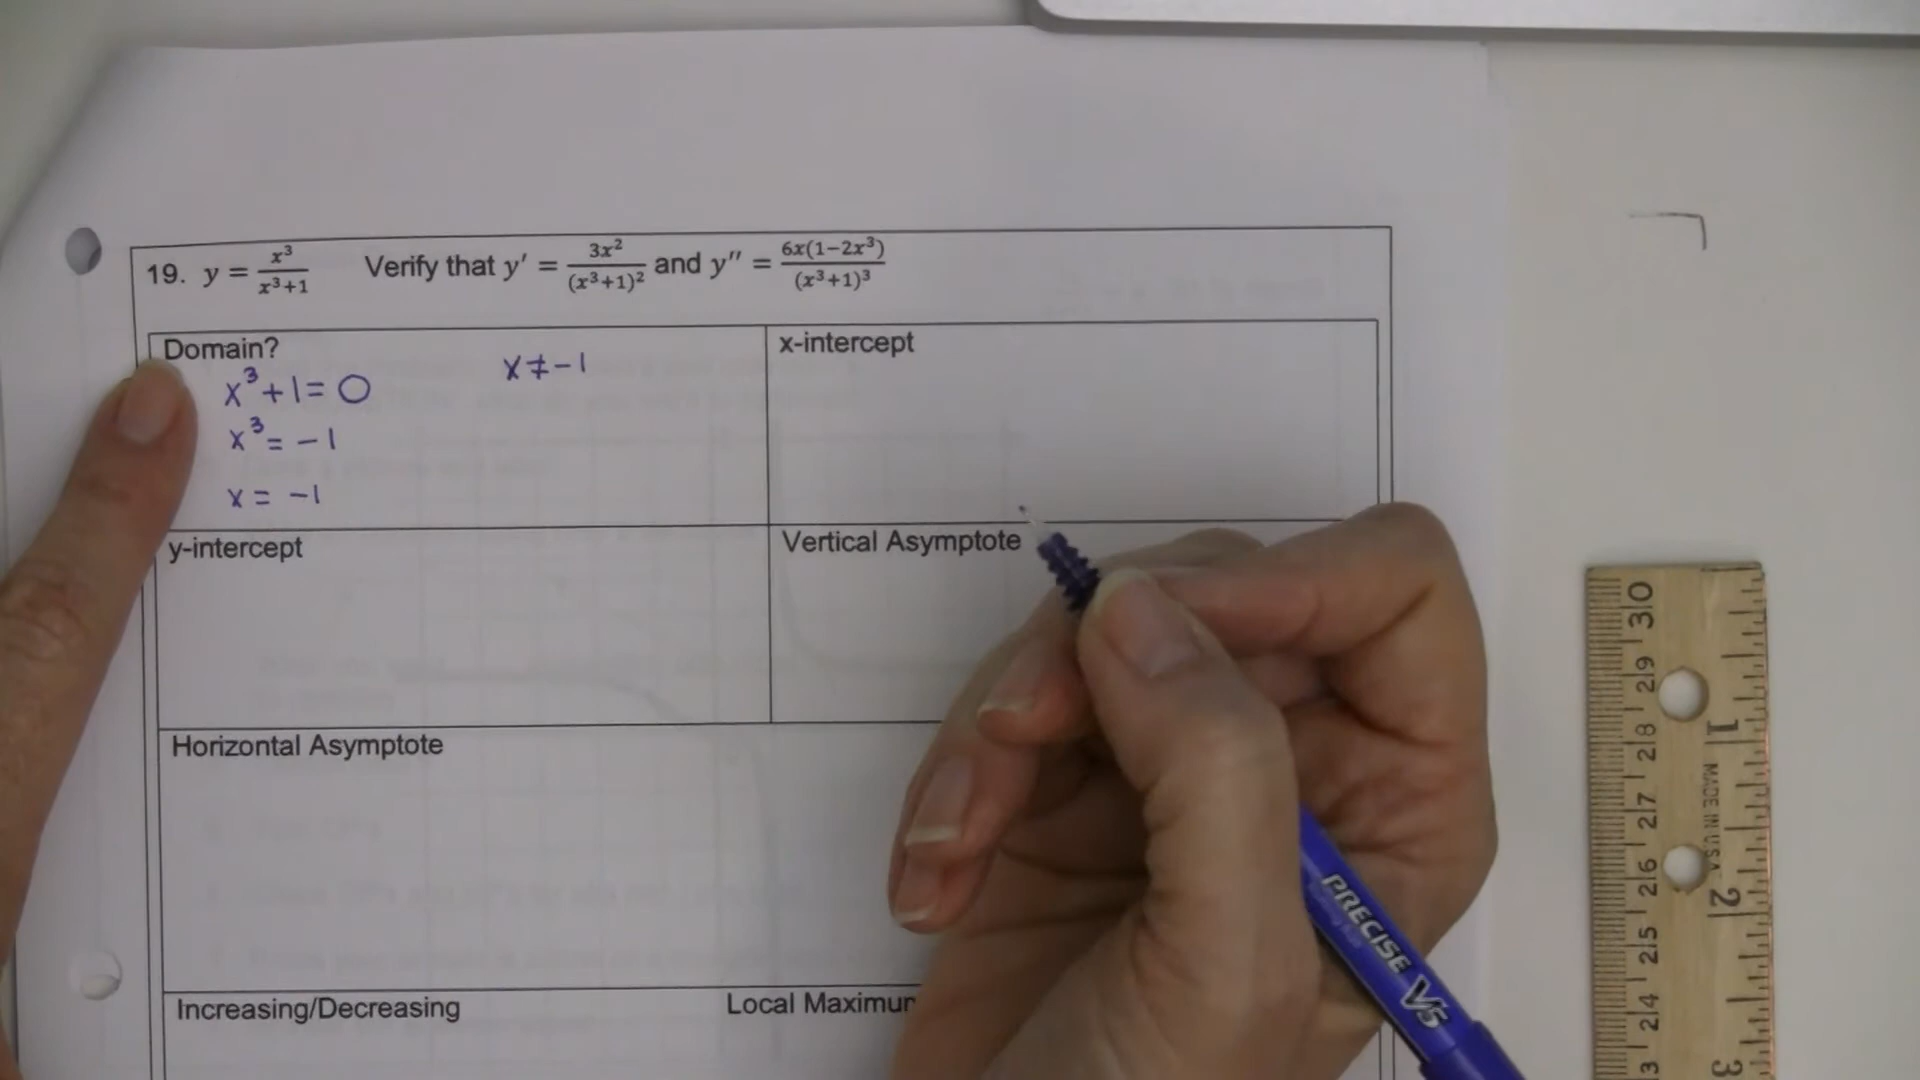 19. y = x³/(x³+1) Verify that y′ = 3x²/(x³+1)² and y″ = 6x(1−2x³)/(x³+1)³
Domain?
x ≠ −1
x³ + 1 = 0
x³ = −1
x = −1
x-intercept
y-intercept
Vertical Asymptote
Horizontal Asymptote
Increasing/Decreasing
Local Maximum
PRECISE V5
30
29
28
27
26
25
24
1
2
3
MADE IN U.S.A.